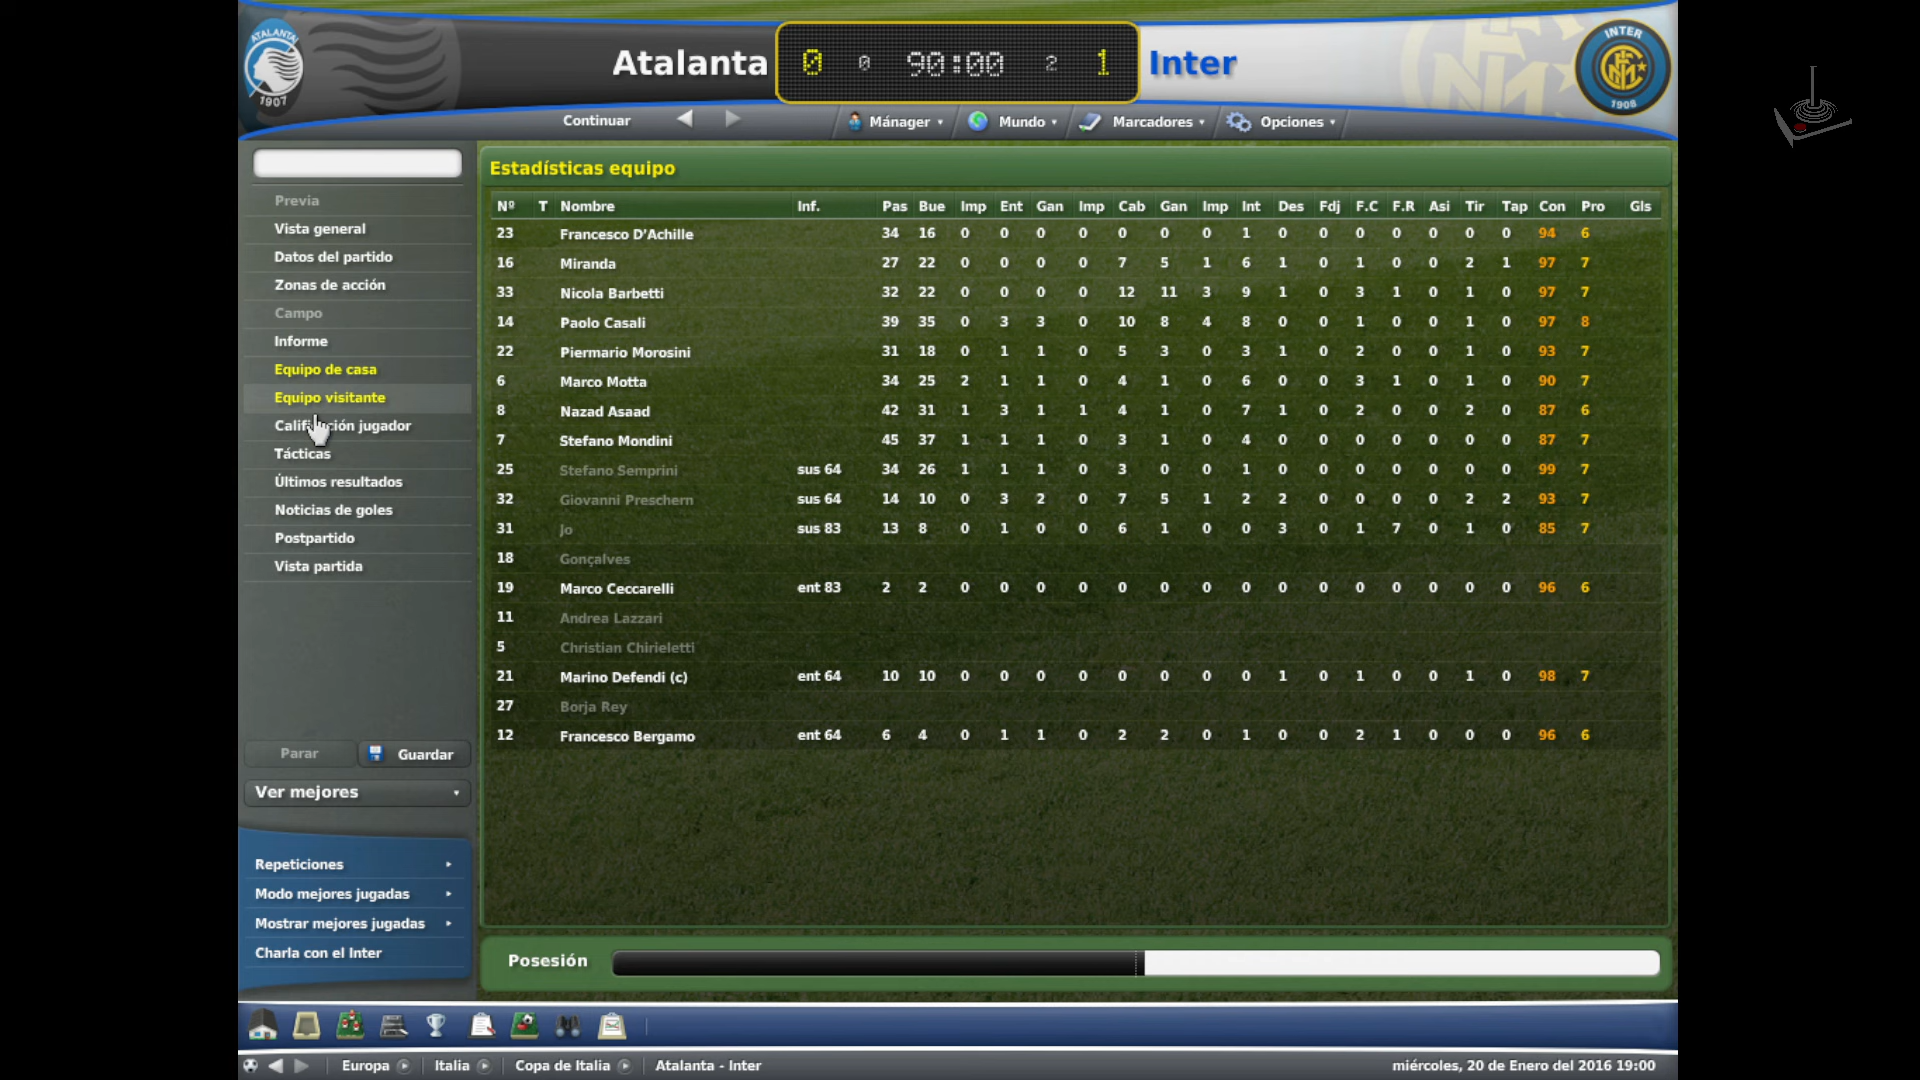 ATALANTA
1907
Atalanta 0 0 90:00 2 1 Inter
INTER
1908
Continuar Mánager Mundo Marcadores Opciones
Previa
Vista general
Datos del partido
Zonas de acción
Campo
Informe
Equipo de casa
Equipo visitante
Calificación jugador
Tácticas
Últimos resultados
Noticias de goles
Postpartido
Vista partida
Parar Guardar
Ver mejores
Repeticiones
Modo mejores jugadas
Mostrar mejores jugadas
Charla con el Inter
Estadísticas equipo
Nº T Nombre Inf. Pas Bue Imp Ent Gan Imp Cab Gan Imp Int Des Fdj F.C F.R Asi Tir Tap Con Pro Gls
23 Francesco D'Achille 34 16 0 0 0 0 0 0 0 1 0 0 0 0 0 0 0 94 6
16 Miranda 27 22 0 0 0 0 7 5 1 6 1 0 1 0 0 2 1 97 7
33 Nicola Barbetti 32 22 0 0 0 0 12 11 3 9 1 0 3 1 0 1 0 97 7
14 Paolo Casali 39 35 0 3 3 0 10 8 4 8 0 0 1 0 0 1 0 97 8
22 Piermario Morosini 31 18 0 1 1 0 5 3 0 3 1 0 2 0 0 1 0 93 7
6 Marco Motta 34 25 2 1 1 0 4 1 0 6 0 0 3 1 0 1 0 90 7
8 Nazad Asaad 42 31 1 3 1 1 4 1 0 7 1 0 2 0 0 2 0 87 6
7 Stefano Mondini 45 37 1 1 1 0 3 1 0 4 0 0 0 0 0 0 0 87 7
25 Stefano Semprini sus 64 34 26 1 1 1 0 3 0 0 1 0 0 0 0 0 0 0 99 7
32 Giovanni Preschern sus 64 14 10 0 3 2 0 7 5 1 2 2 0 0 0 0 2 2 93 7
31 Jo sus 83 13 8 0 1 0 0 6 1 0 0 3 0 1 7 0 1 0 85 7
18 Gonçalves
19 Marco Ceccarelli ent 83 2 2 0 0 0 0 0 0 0 0 0 0 0 0 0 0 0 96 6
11 Andrea Lazzari
5 Christian Chirieletti
21 Marino Defendi (c) ent 64 10 10 0 0 0 0 0 0 0 0 1 0 1 0 0 1 0 98 7
27 Borja Rey
12 Francesco Bergamo ent 64 6 4 0 1 1 0 2 2 0 1 0 0 2 1 0 0 0 96 6
Posesión
Europa Italia Copa de Italia Atalanta - Inter miércoles, 20 de Enero del 2016 19:00